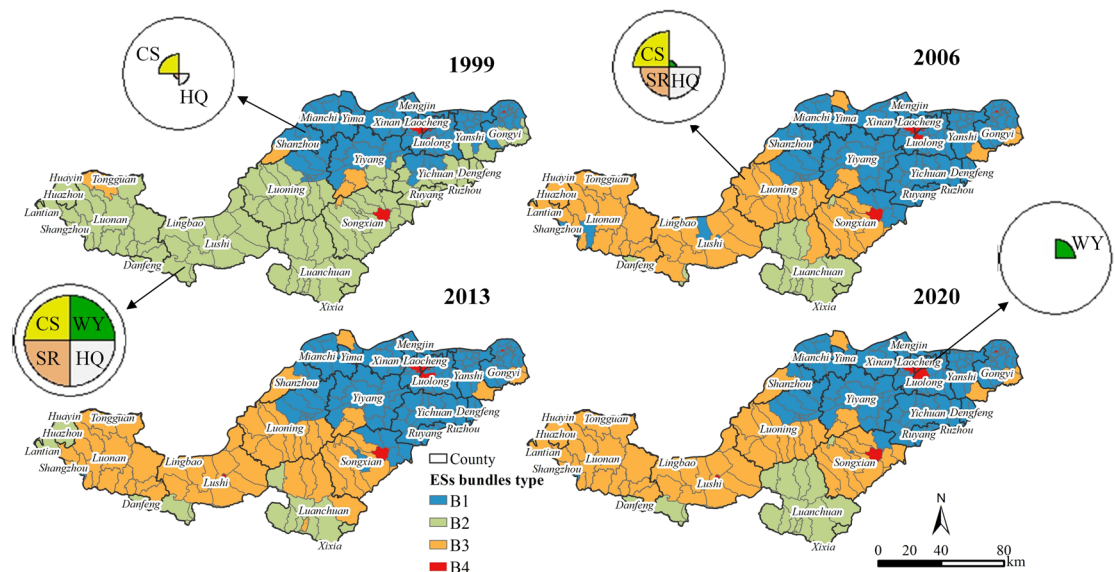 CS
HQ
1999
Mengjin
Mianchi Yima
Xinan Laocheng
Shanzhou
Luolong
Yanshi
Gongyi
Yiyang
Yichuan Dengfeng
Huayin Tongguan
Huazhou
Luoning
Ruyang Ruzhou
Lantian
Luonan
Lingbao
Songxian
Shangzhou
Lushi
Danfeng
Luanchuan
Xixia
CS
SR HQ
2006
Mengjin
Mianchi Yima
Xinan Laocheng
Shanzhou
Luolong
Yanshi
Gongyi
Yiyang
Yichuan Dengfeng
Huayin Tongguan
Huazhou
Luoning
Ruyang Ruzhou
Lantian
Luonan
Lingbao
Songxian
Shangzhou
Lushi
Danfeng
Luanchuan
Xixia
CS WY
SR HQ
2013
Mengjin
Mianchi Yima
Xinan Laocheng
Shanzhou
Luolong
Yanshi
Gongyi
Yiyang
Yichuan Dengfeng
Huayin Tongguan
Huazhou
Luoning
Ruyang Ruzhou
Lantian
Luonan
Lingbao
Songxian
Shangzhou
Lushi
Danfeng
Luanchuan
Xixia
WY
2020
Mengjin
Mianchi Yima
Xinan Laocheng
Shanzhou
Luolong
Yanshi
Gongyi
Yiyang
Yichuan Dengfeng
Huayin Tongguan
Huazhou
Luoning
Ruyang Ruzhou
Lantian
Luonan
Lingbao
Songxian
Shangzhou
Lushi
Danfeng
Luanchuan
Xixia
County
ESs bundles type
B1
B2
B3
B4
N
0 20 40 80
km